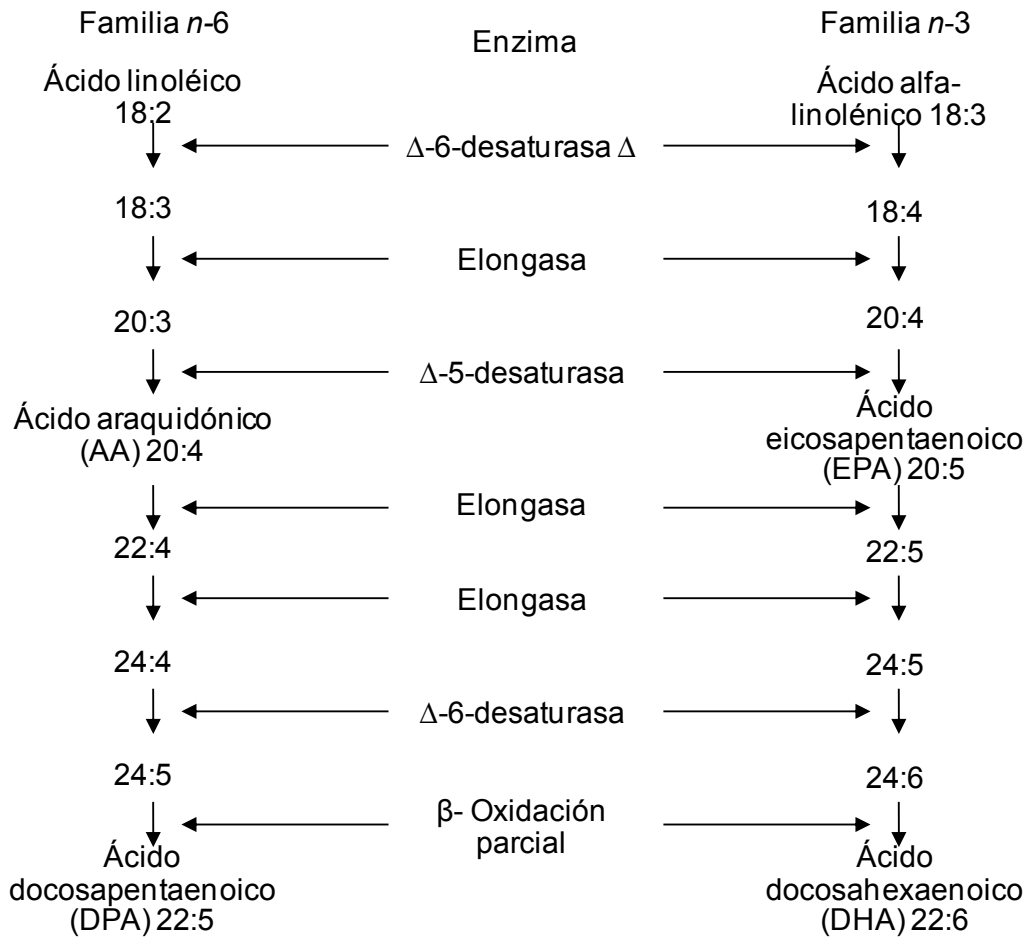 Familia n-6
Enzima
Familia n-3
Ácido linoléico
18:2
Ácido alfa-
linolénico 18:3
Δ-6-desaturasa Δ
18:3
18:4
Elongasa
20:3
20:4
Δ-5-desaturasa
Ácido araquidónico
(AA) 20:4
Ácido
eicosapentaenoico
(EPA) 20:5
Elongasa
22:4
22:5
Elongasa
24:4
24:5
Δ-6-desaturasa
24:5
24:6
β- Oxidación
parcial
Ácido
docosapentaenoico
(DPA) 22:5
Ácido
docosahexaenoico
(DHA) 22:6